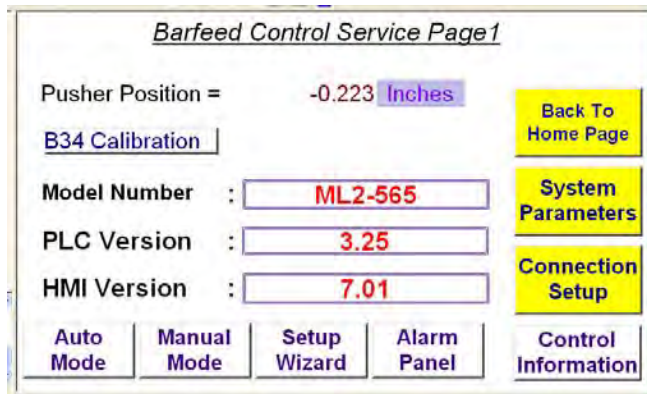 Barfeed Control Service Page1
Pusher Position = -0.223 Inches
Back To
Home Page
B34 Calibration
Model Number : ML2-565
System
Parameters
PLC Version : 3.25
HMI Version : 7.01
Connection
Setup
Auto
Mode
Manual
Mode
Setup
Wizard
Alarm
Panel
Control
Information